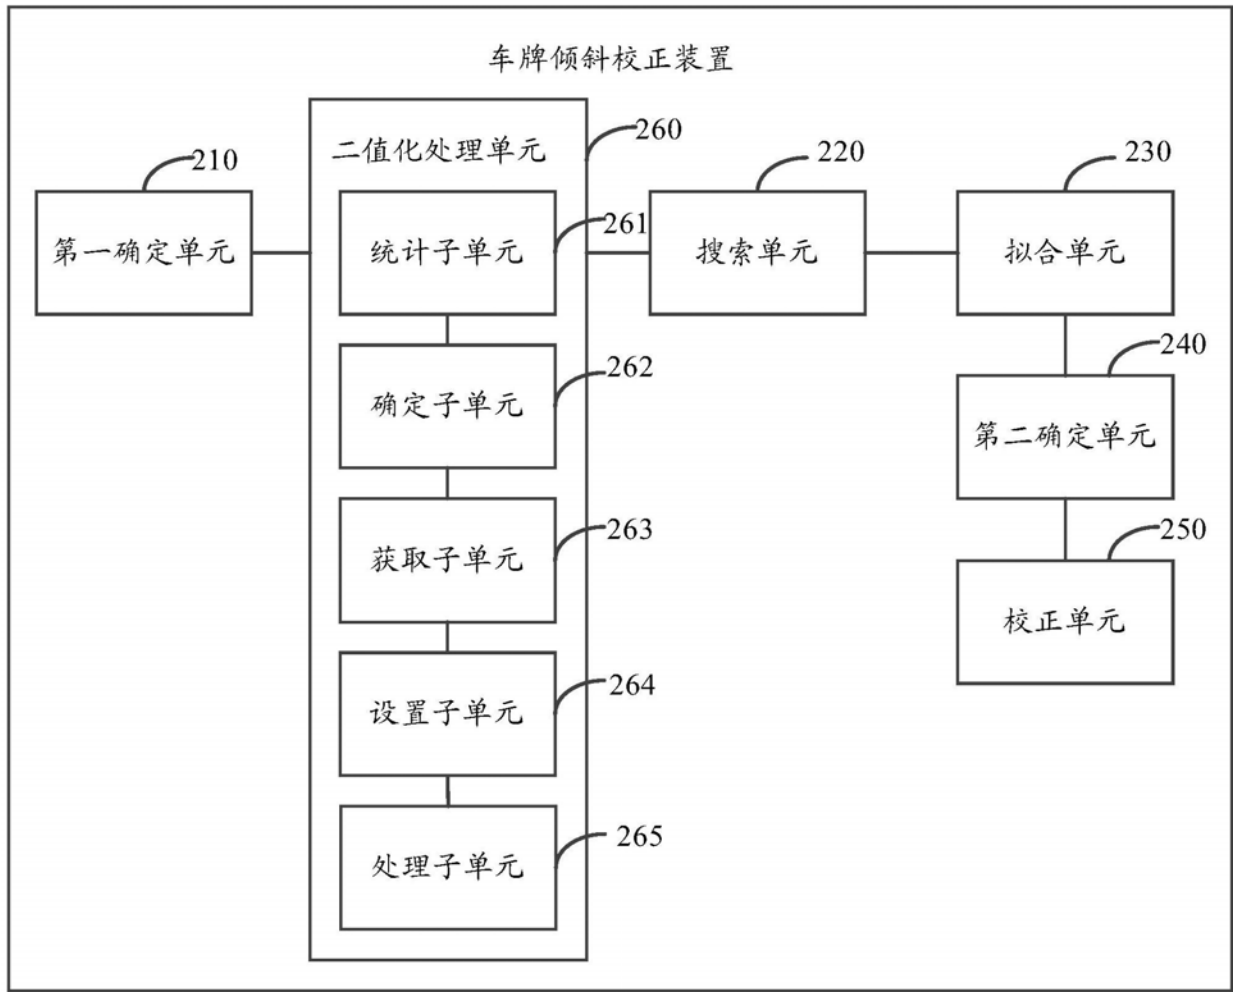 车牌倾斜校正装置
260
二值化处理单元
210
220
230
261
第一确定单元
统计子单元
搜索单元
拟合单元
240
262
确定子单元
第二确定单元
263
250
获取子单元
校正单元
264
设置子单元
265
处理子单元